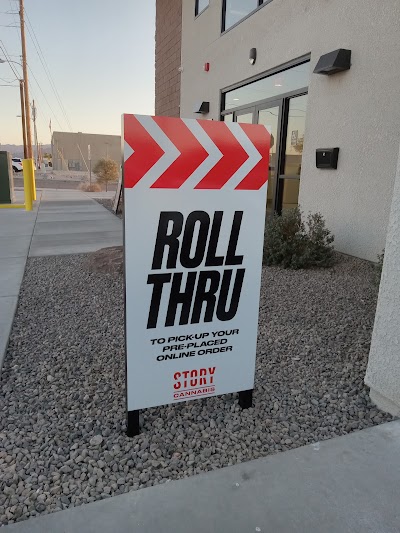 ROLL
THRU
TO PICK-UP YOUR
PRE-PLACED
ONLINE ORDER
STORY
CANNABIS